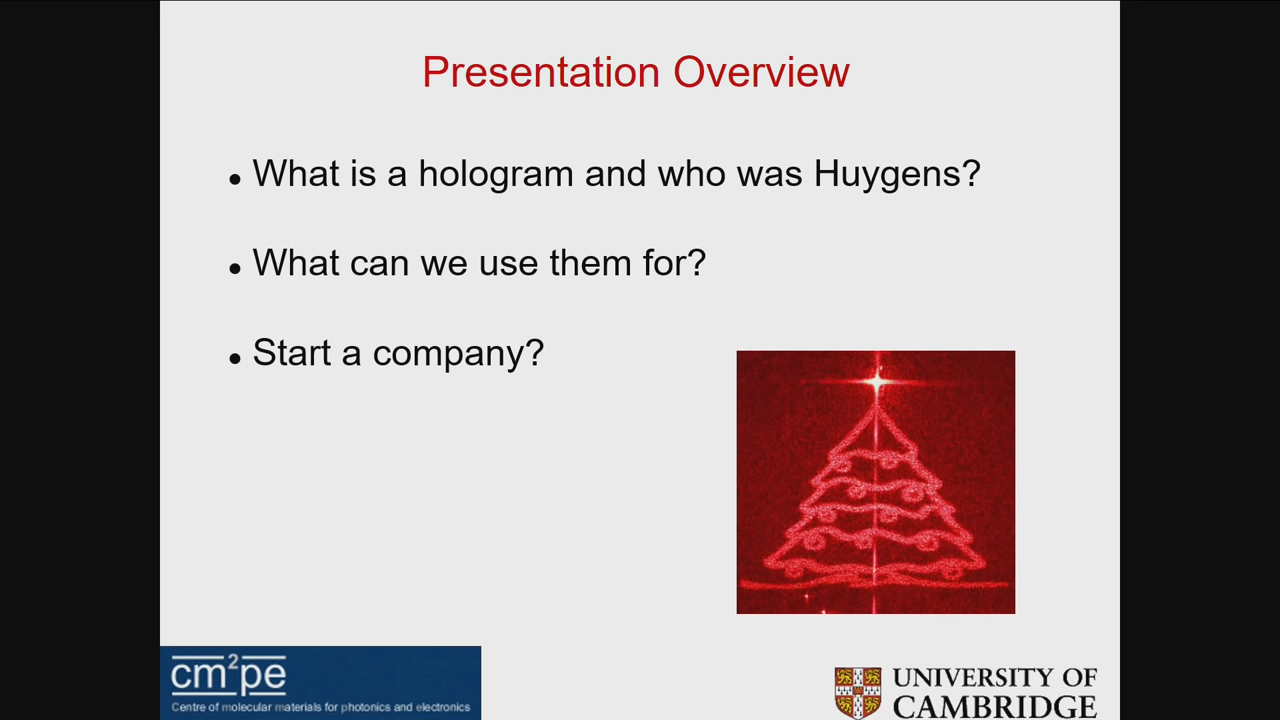 Presentation Overview
• What is a hologram and who was Huygens?
• What can we use them for?
• Start a company?
cm²pe
Centre of molecular materials for photonics and electronics
UNIVERSITY OF
CAMBRIDGE